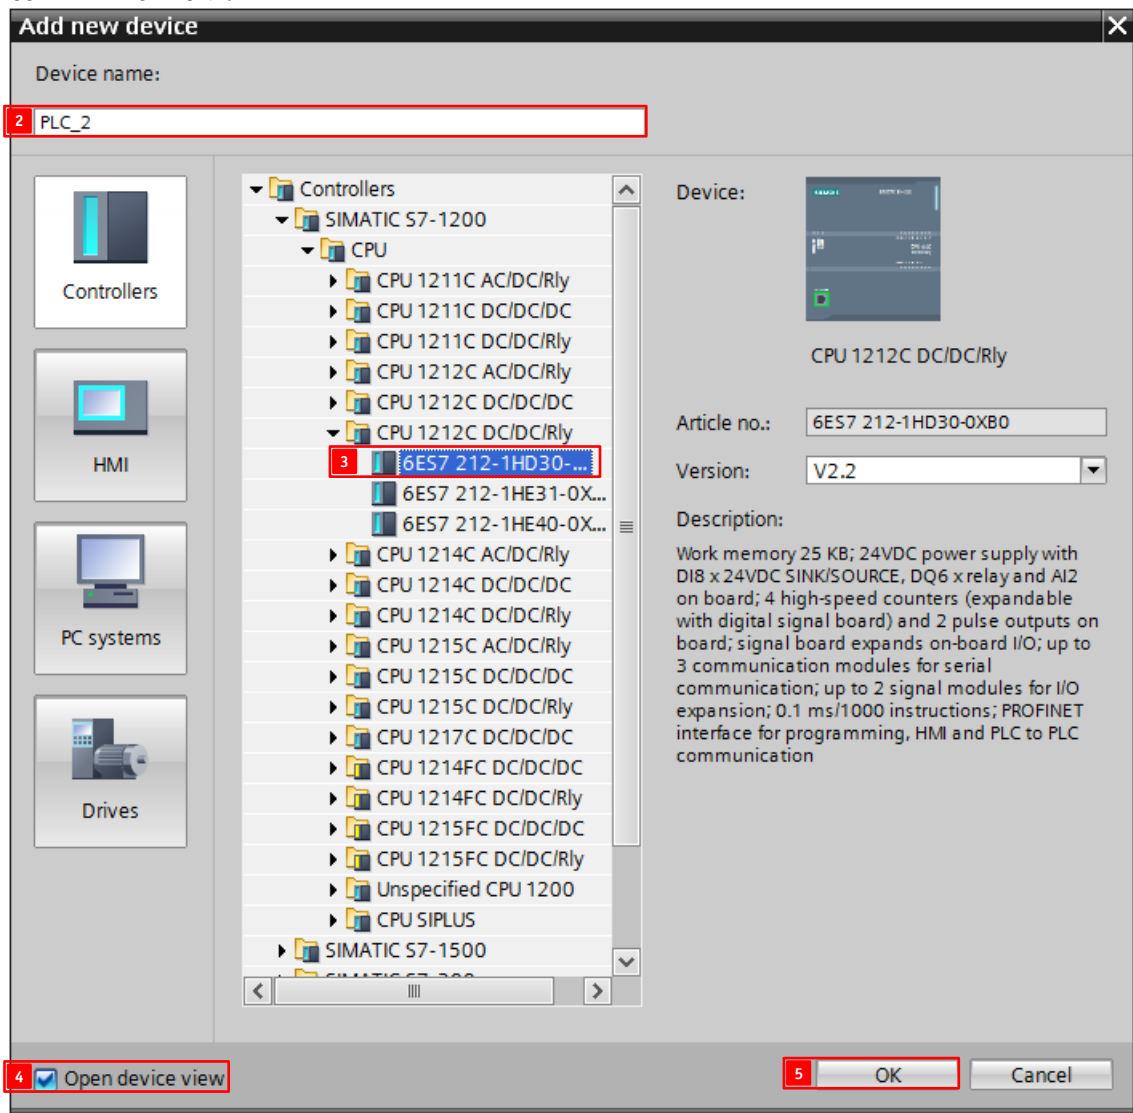 Add new device
Device name:
2 PLC_2
Controllers
HMI
PC systems
Drives
Controllers
SIMATIC S7-1200
CPU
CPU 1211C AC/DC/Rly
CPU 1211C DC/DC/DC
CPU 1211C DC/DC/Rly
CPU 1212C AC/DC/Rly
CPU 1212C DC/DC/DC
CPU 1212C DC/DC/Rly
3 6ES7 212-1HD30-...
6ES7 212-1HE31-0X...
6ES7 212-1HE40-0X...
CPU 1214C AC/DC/Rly
CPU 1214C DC/DC/DC
CPU 1214C DC/DC/Rly
CPU 1215C AC/DC/Rly
CPU 1215C DC/DC/DC
CPU 1215C DC/DC/Rly
CPU 1217C DC/DC/DC
CPU 1214FC DC/DC/DC
CPU 1214FC DC/DC/Rly
CPU 1215FC DC/DC/DC
CPU 1215FC DC/DC/Rly
Unspecified CPU 1200
CPU SIPLUS
SIMATIC S7-1500
Device:
CPU 1212C DC/DC/Rly
Article no.: 6ES7 212-1HD30-0XB0
Version: V2.2
Description:
Work memory 25 KB; 24VDC power supply with
DI8 x 24VDC SINK/SOURCE, DQ6 x relay and AI2
on board; 4 high-speed counters (expandable
with digital signal board) and 2 pulse outputs on
board; signal board expands on-board I/O; up to
3 communication modules for serial
communication; up to 2 signal modules for I/O
expansion; 0.1 ms/1000 instructions; PROFINET
interface for programming, HMI and PLC to PLC
communication
4 Open device view
5 OK
Cancel